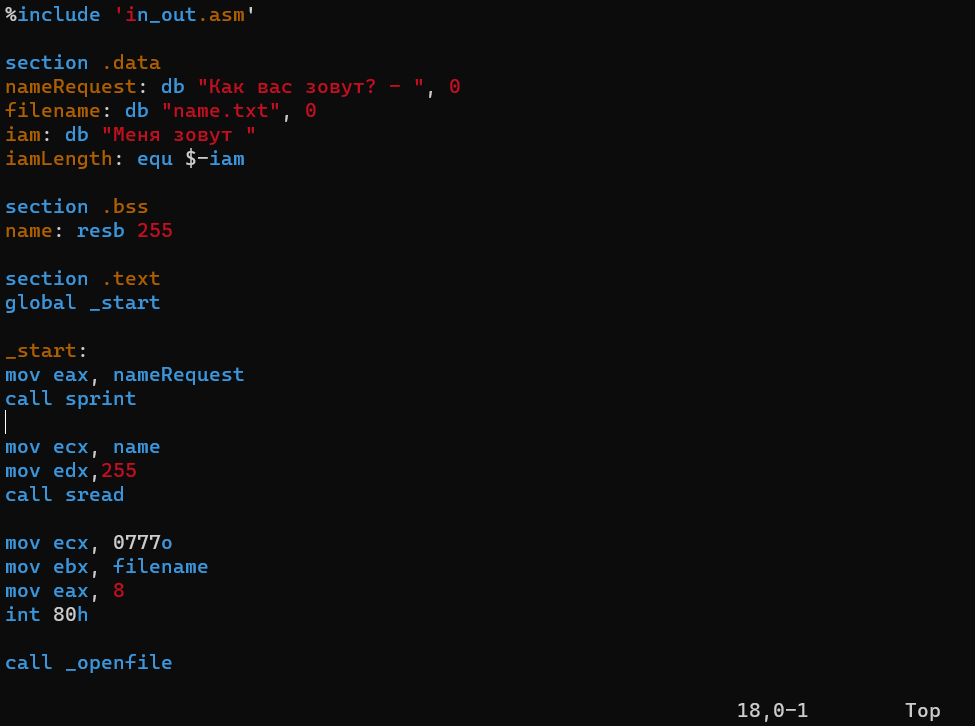 %include 'in_out.asm'
section .data
nameRequest: db "Как вас зовут? - ", 0
filename: db "name.txt", 0
iam: db "Меня зовут "
iamLength: equ $-iam
section .bss
name: resb 255
section .text
global _start
_start:
mov eax, nameRequest
call sprint
mov ecx, name
mov edx,255
call sread
mov ecx, 0777o
mov ebx, filename
mov eax, 8
int 80h
call _openfile
18,0-1 Top